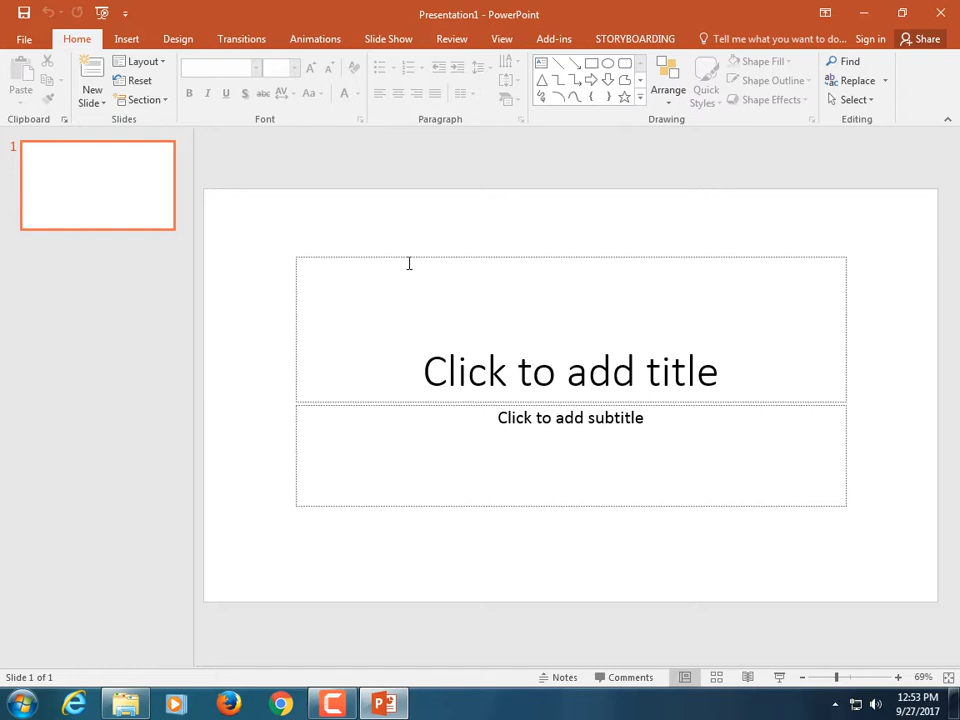 Presentation1 - PowerPoint
File Home Insert Design Transitions Animations Slide Show Review View Add-ins STORYBOARDING Tell me what you want to do... Sign in Share
Paste
New Slide
Layout
Reset
Section
B I U S abc AV Aa A
Arrange
Quick Styles
Shape Fill
Shape Outline
Shape Effects
Find
Replace
Select
Clipboard Slides Font Paragraph Drawing Editing
1
Click to add title
Click to add subtitle
Slide 1 of 1 Notes Comments 69%
12:53 PM
9/27/2017